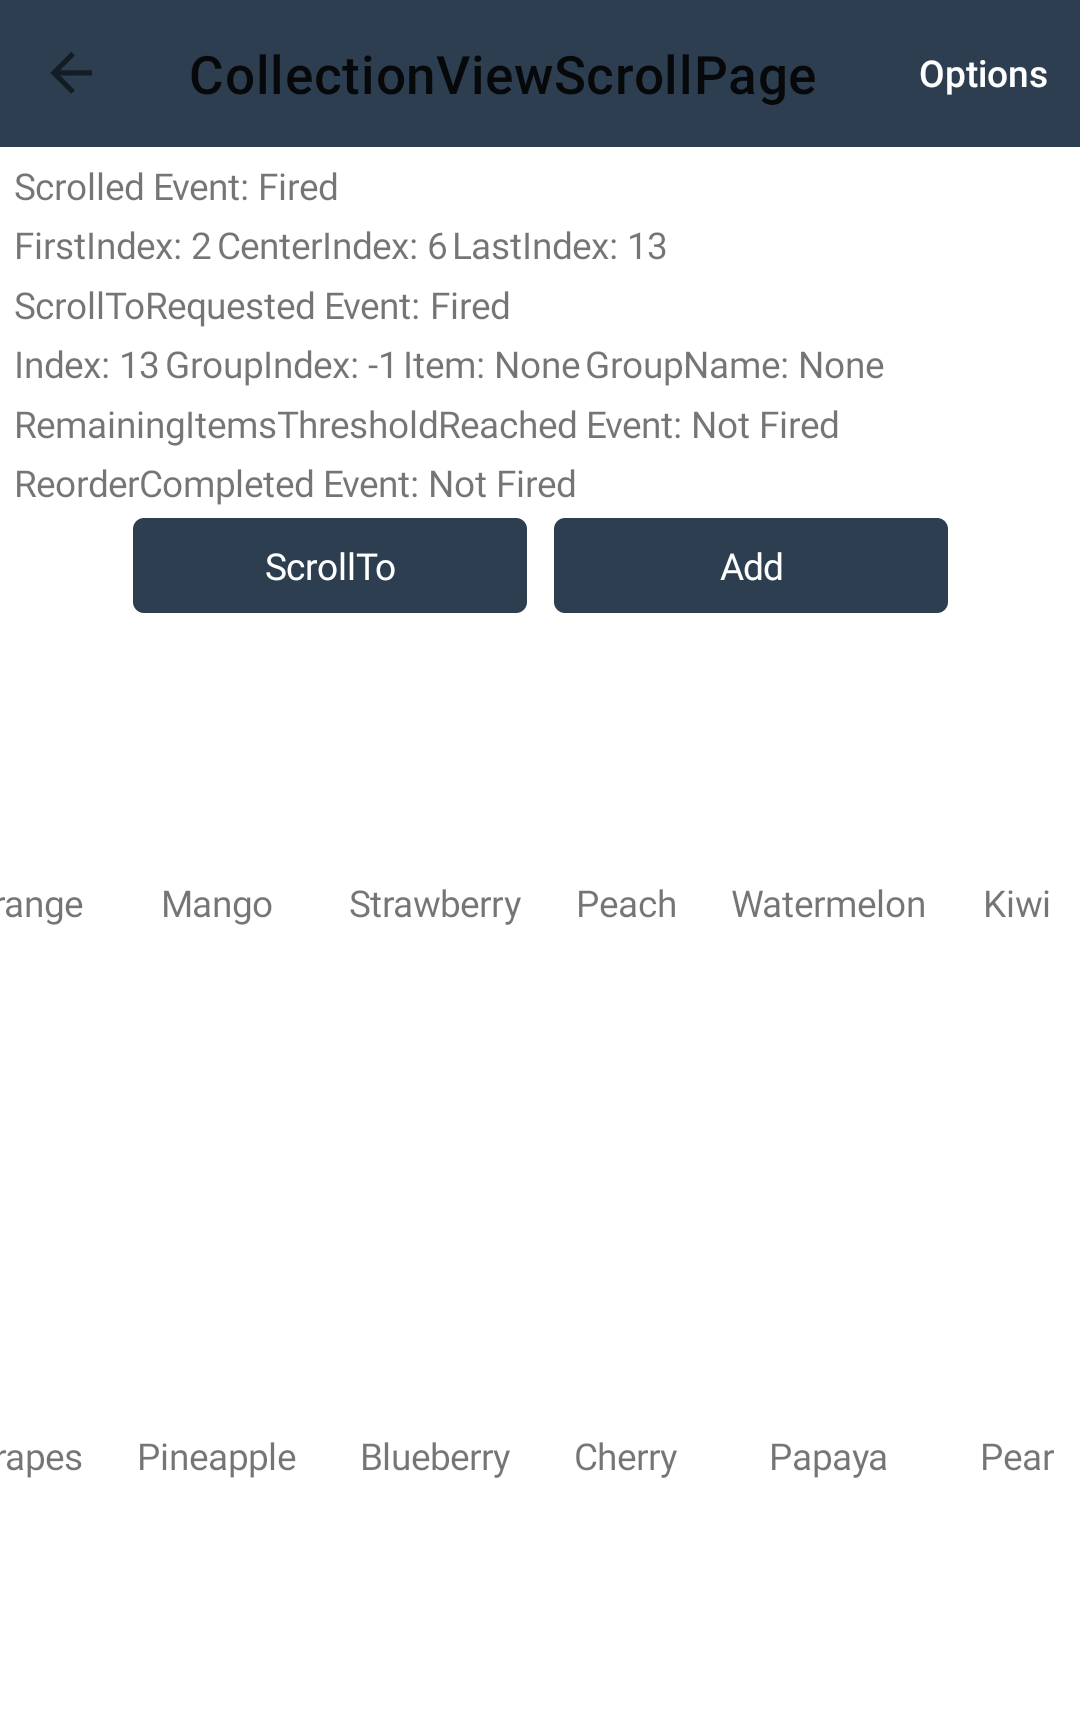 CollectionViewScrollPage Options
Scrolled Event: Fired
FirstIndex: 2 CenterIndex: 6 LastIndex: 13
ScrollToRequested Event: Fired
Index: 13 GroupIndex: -1 Item: None GroupName: None
RemainingItemsThresholdReached Event: Not Fired
ReorderCompleted Event: Not Fired
ScrollTo Add
range Mango Strawberry Peach Watermelon Kiwi
rapes Pineapple Blueberry Cherry Papaya Pear